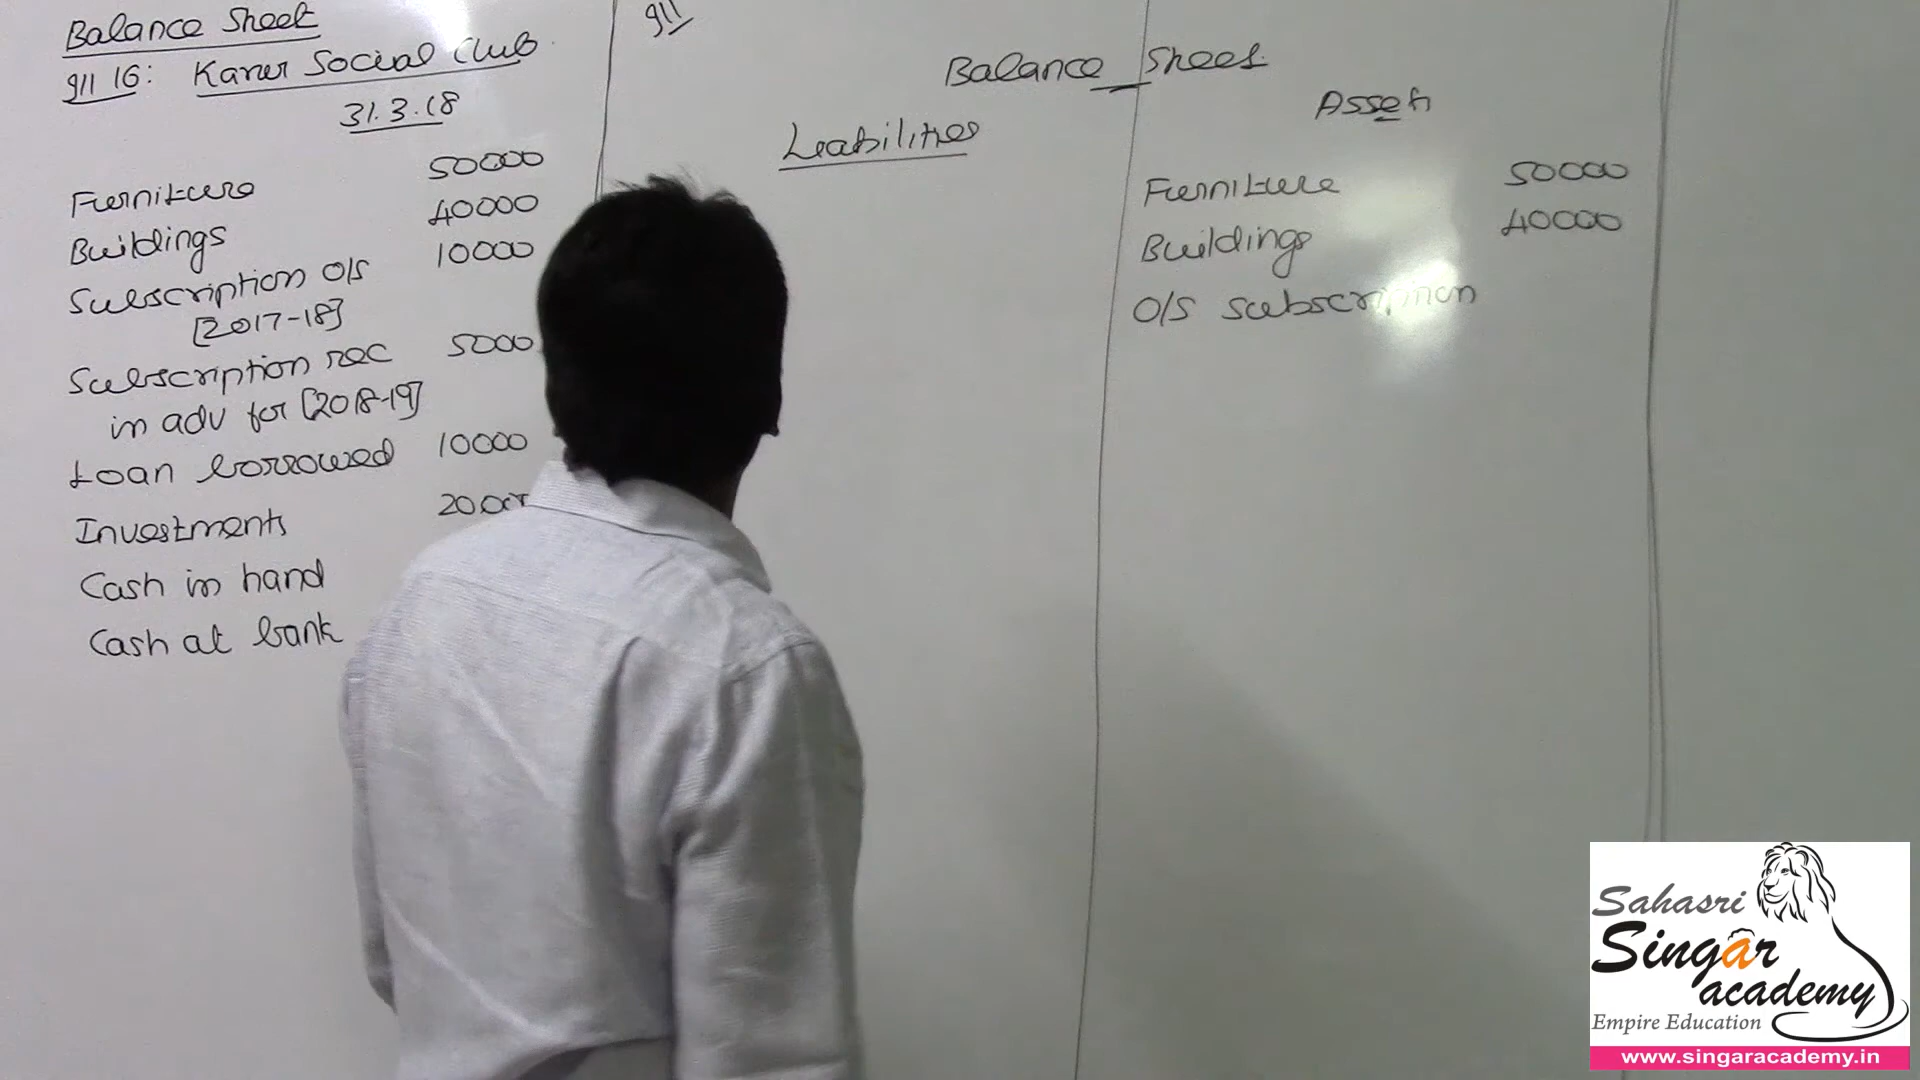 Balance Sheet
911 16: Karur Social Club
31.3.18
Furniture 50000
Buildings 40000
Subscription O/S 10000
[2017-18]
Subscription rec 5000
in adv for [2018-19]
Loan borrowed 10000
Investments
Cash in hand
Cash at bank
911
Balance Sheet
Liabilities
Assets
Furniture 50000
Buildings 40000
O/S subscription
Sahasri
Singar
academy
Empire Education
www.singaracademy.in